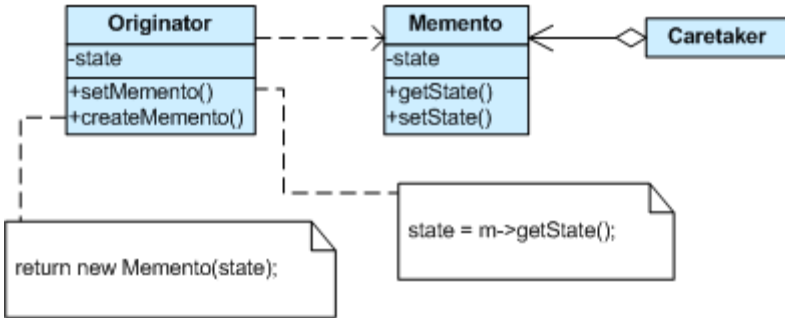 Originator
-state
+setMemento()
+createMemento()
Memento
-state
+getState()
+setState()
Caretaker
return new Memento(state);
state = m->getState();